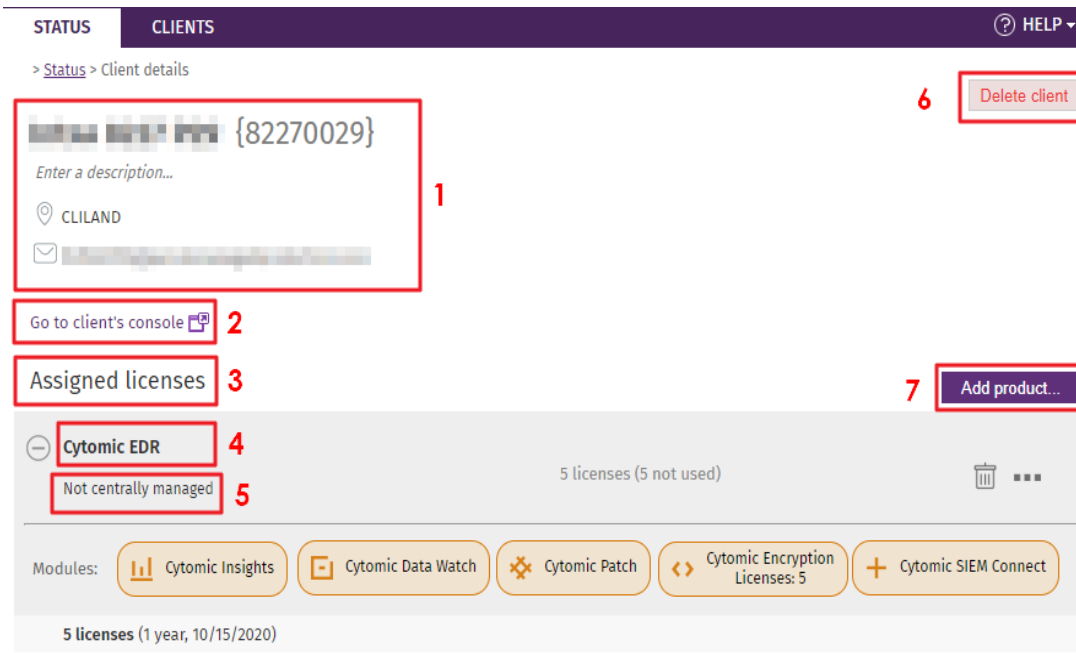 STATUS CLIENTS HELP
> Status > Client details
6 Delete client
{82270029}
Enter a description...
1
CLILAND
Go to client's console 2
Assigned licenses 3
7 Add product...
Cytomic EDR 4
5 licenses (5 not used)
Not centrally managed 5
Modules: Cytomic Insights Cytomic Data Watch Cytomic Patch Cytomic Encryption Licenses: 5 Cytomic SIEM Connect
5 licenses (1 year, 10/15/2020)